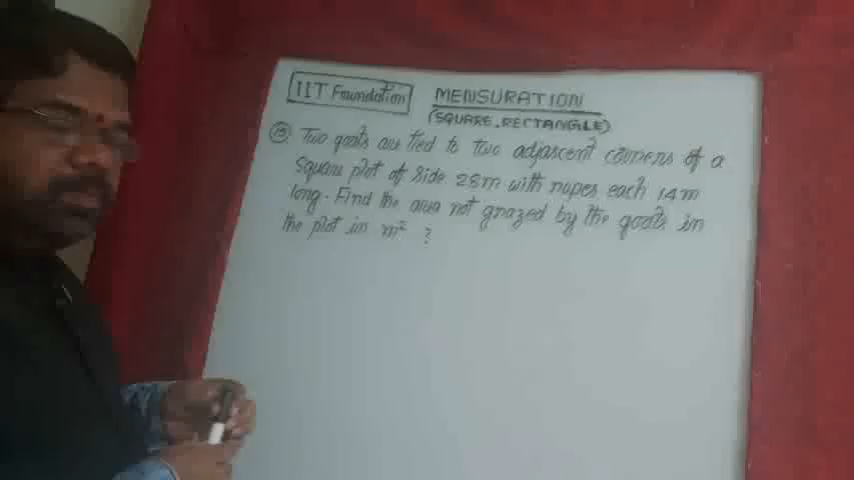 IIT Foundation MENSURATION
(SQUARE, RECTANGLE)
15. Two goats are tied to two adjascent corners of a
Square plot of side 28m with ropes each 14m
long. Find the area not grazed by the goats in
the plot in m² ?